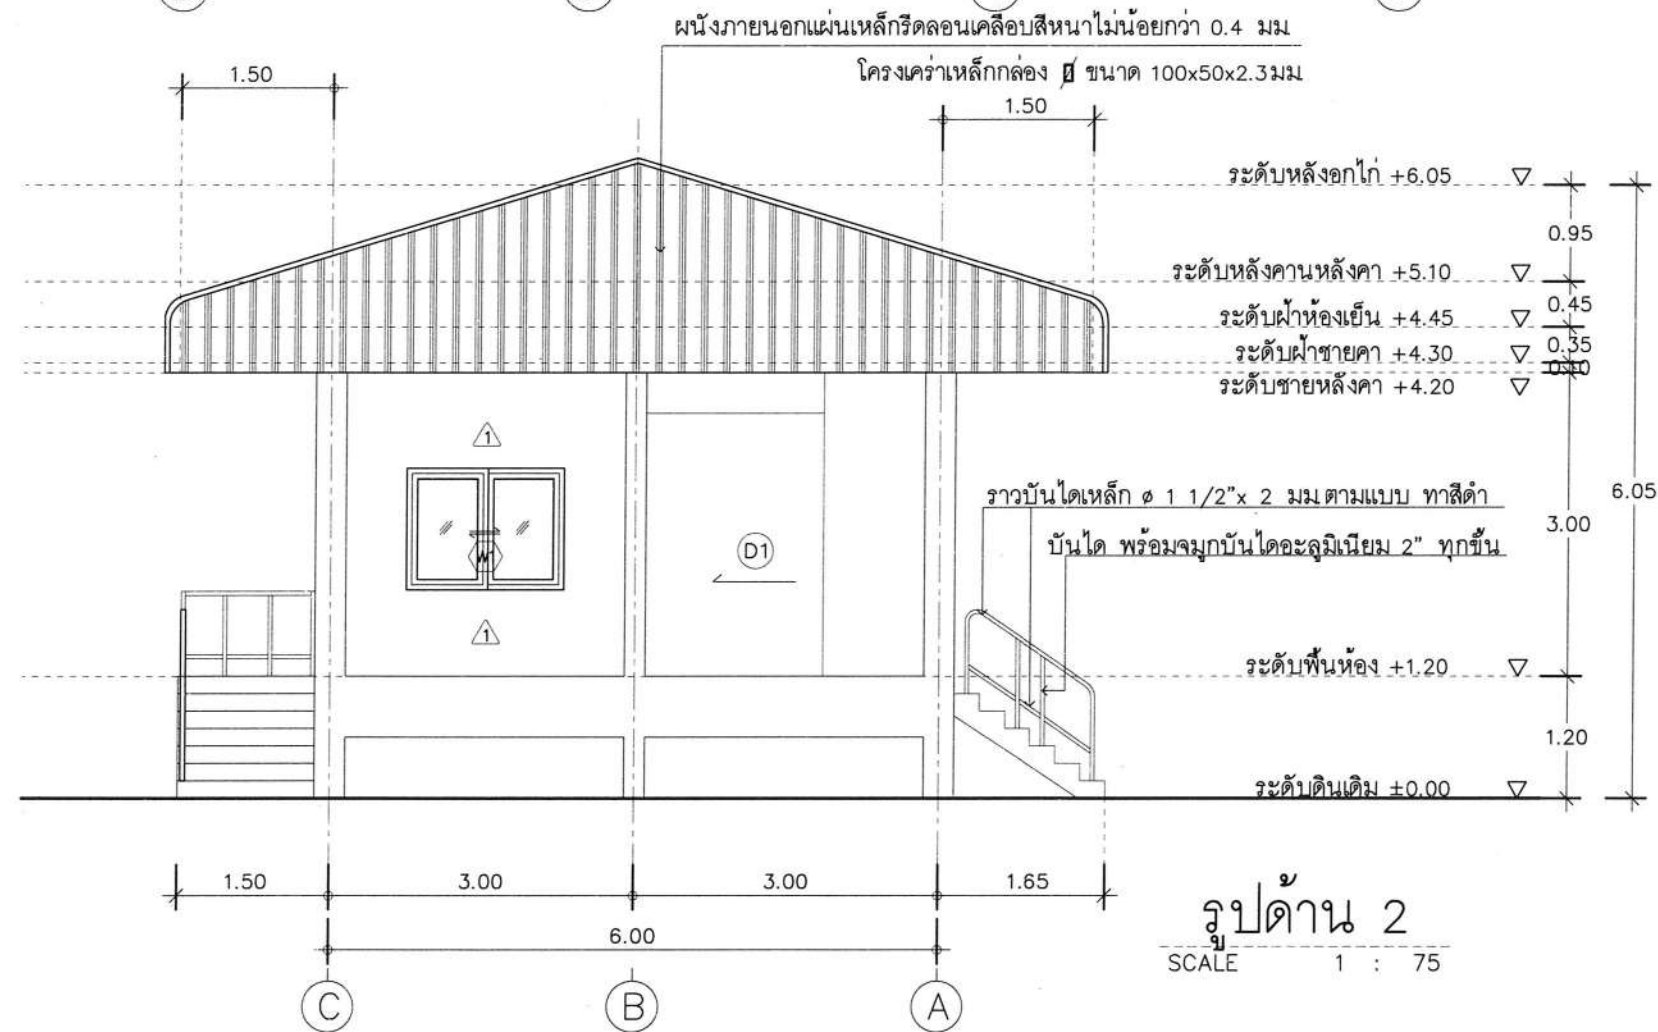 ผนังภายนอกแผ่นเหล็กรีดลอนเคลือบสีหนาไม่น้อยกว่า 0.4 มม.
โครงเคร่าเหล็กกล่อง ขนาด 100x50x2.3มม.
1.50
1.50
ระดับหลังอกไก่ +6.05
0.95
ระดับหลังคานหลังคา +5.10
0.45
ระดับฝ้าห้องเย็น +4.45
0.35
ระดับฝ้าชายคา +4.30
0.10
ระดับชายหลังคา +4.20
1
ราวบันไดเหล็ก ø 1 1/2"x 2 มม.ตามแบบ ทาสีดำ
6.05
3.00
บันได พร้อมจมูกบันไดอะลูมิเนียม 2" ทุกขั้น
D1
1
ระดับพื้นห้อง +1.20
1.20
ระดับดินเดิม ±0.00
1.50
3.00
3.00
1.65
6.00
รูปด้าน 2
SCALE 1 : 75
C
B
A